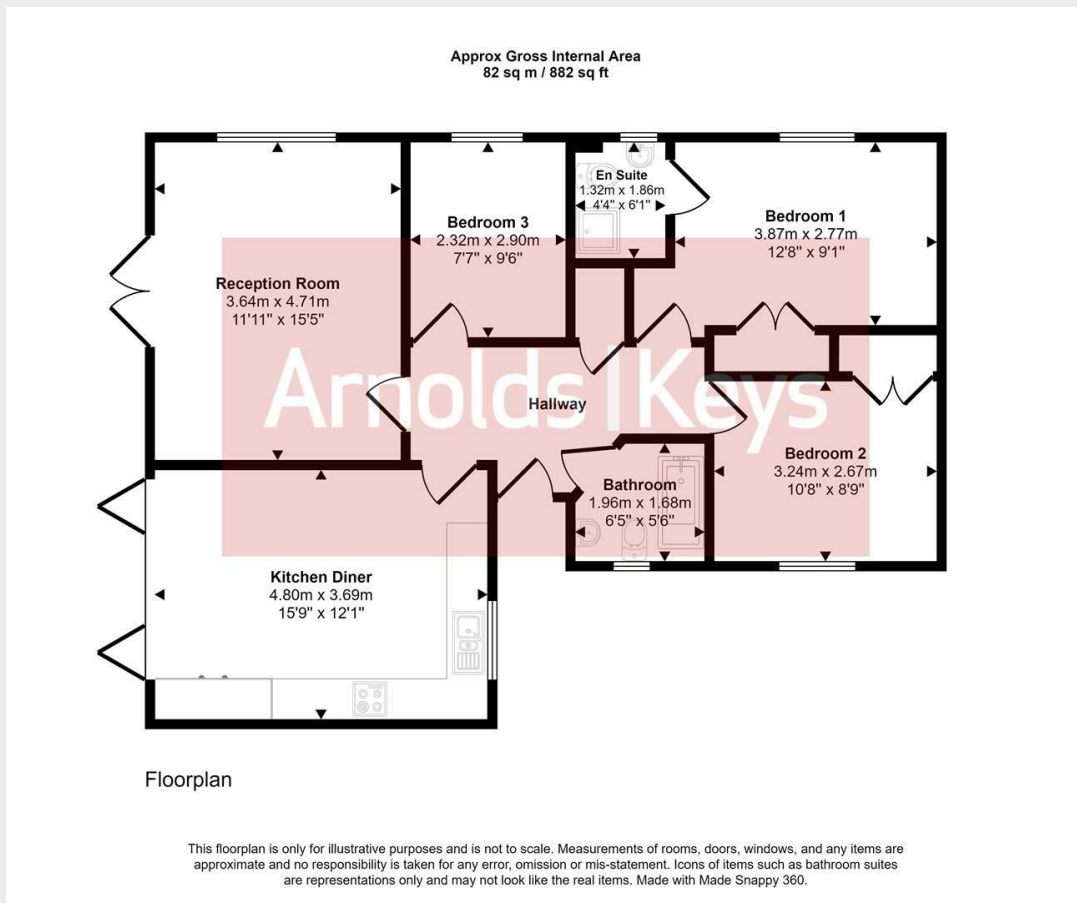 Approx Gross Internal Area
82 sq m / 882 sq ft
En Suite
1.32m x 1.86m
4'4" x 6'1"
Bedroom 3
2.32m x 2.90m
7'7" x 9'6"
Bedroom 1
3.87m x 2.77m
12'8" x 9'1"
Reception Room
3.64m x 4.71m
11'11" x 15'5"
Arnolds | Keys
Hallway
Bedroom 2
3.24m x 2.67m
10'8" x 8'9"
Bathroom
1.96m x 1.68m
6'5" x 5'6"
Kitchen Diner
4.80m x 3.69m
15'9" x 12'1"
Floorplan
This floorplan is only for illustrative purposes and is not to scale. Measurements of rooms, doors, windows, and any items are
approximate and no responsibility is taken for any error, omission or mis-statement. Icons of items such as bathroom suites
are representations only and may not look like the real items. Made with Made Snappy 360.